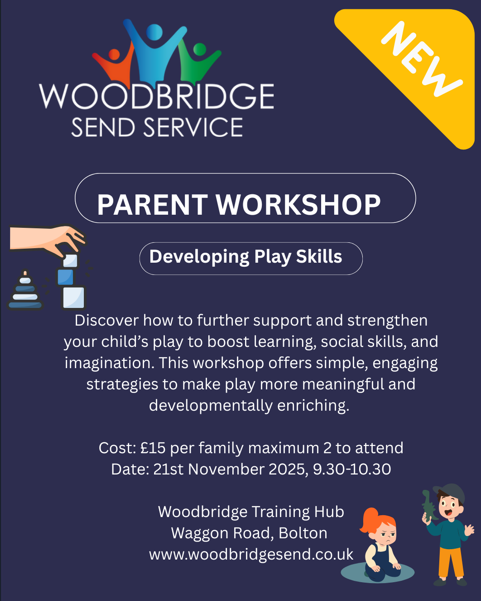 WOODBRIDGE
SEND SERVICE
NEW
PARENT WORKSHOP
Developing Play Skills
Discover how to further support and strengthen
your child's play to boost learning, social skills, and
imagination. This workshop offers simple, engaging
strategies to make play more meaningful and
developmentally enriching.
Cost: £15 per family maximum 2 to attend
Date: 21st November 2025, 9.30-10.30
Woodbridge Training Hub
Waggon Road, Bolton
www.woodbridgesend.co.uk